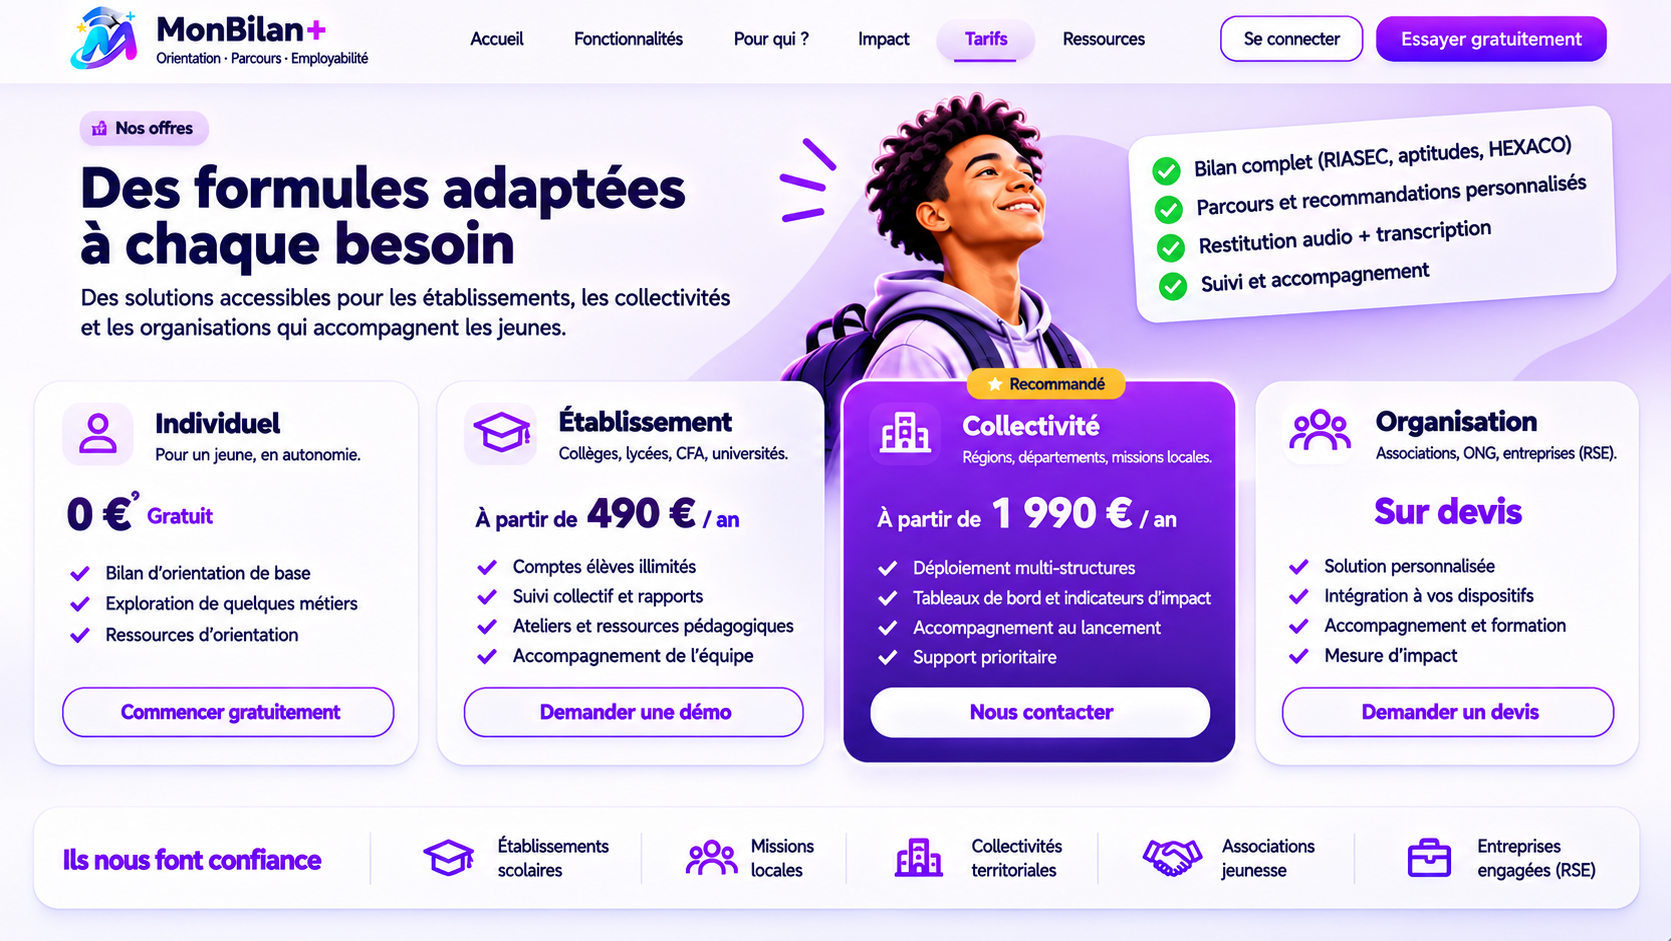 MonBilan+
Orientation · Parcours · Employabilité
Accueil
Fonctionnalités
Pour qui ?
Impact
Tarifs
Ressources
Se connecter
Essayer gratuitement
Nos offres
Des formules adaptées
à chaque besoin
Des solutions accessibles pour les établissements, les collectivités
et les organisations qui accompagnent les jeunes.
Bilan complet (RIASEC, aptitudes, HEXACO)
Parcours et recommandations personnalisés
Restitution audio + transcription
Suivi et accompagnement
Individuel
Pour un jeune, en autonomie.
0 €’ Gratuit
Bilan d’orientation de base
Exploration de quelques métiers
Ressources d’orientation
Commencer gratuitement
Établissement
Collèges, lycées, CFA, universités.
À partir de 490 € / an
Comptes élèves illimités
Suivi collectif et rapports
Ateliers et ressources pédagogiques
Accompagnement de l’équipe
Demander une démo
Recommandé
Collectivité
Régions, départements, missions locales.
À partir de 1 990 € / an
Déploiement multi-structures
Tableaux de bord et indicateurs d’impact
Accompagnement au lancement
Support prioritaire
Nous contacter
Organisation
Associations, ONG, entreprises (RSE).
Sur devis
Solution personnalisée
Intégration à vos dispositifs
Accompagnement et formation
Mesure d’impact
Demander un devis
Ils nous font confiance
Établissements
scolaires
Missions
locales
Collectivités
territoriales
Associations
jeunesse
Entreprises
engagées (RSE)